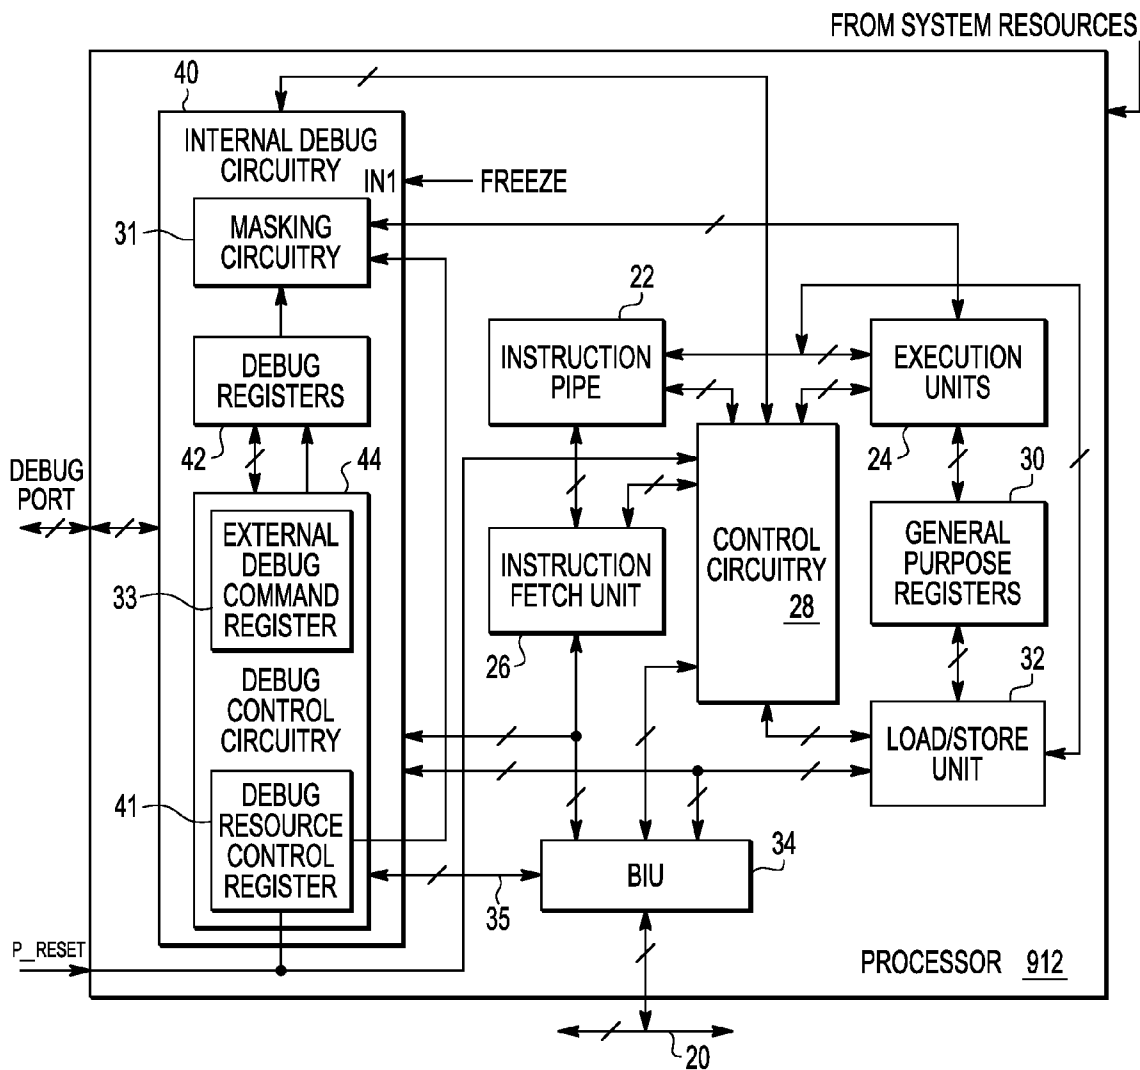 FROM SYSTEM RESOURCES
40
INTERNAL DEBUG
CIRCUITRY
IN1
FREEZE
31
MASKING
CIRCUITRY
22
INSTRUCTION
PIPE
EXECUTION
UNITS
24
DEBUG
REGISTERS
42
44
DEBUG
PORT
30
GENERAL
PURPOSE
REGISTERS
EXTERNAL
DEBUG
COMMAND
REGISTER
33
INSTRUCTION
FETCH UNIT
26
CONTROL
CIRCUITRY
28
32
LOAD/STORE
UNIT
DEBUG
CONTROL
CIRCUITRY
41
DEBUG
RESOURCE
CONTROL
REGISTER
BIU
34
35
P_RESET
PROCESSOR 912
20